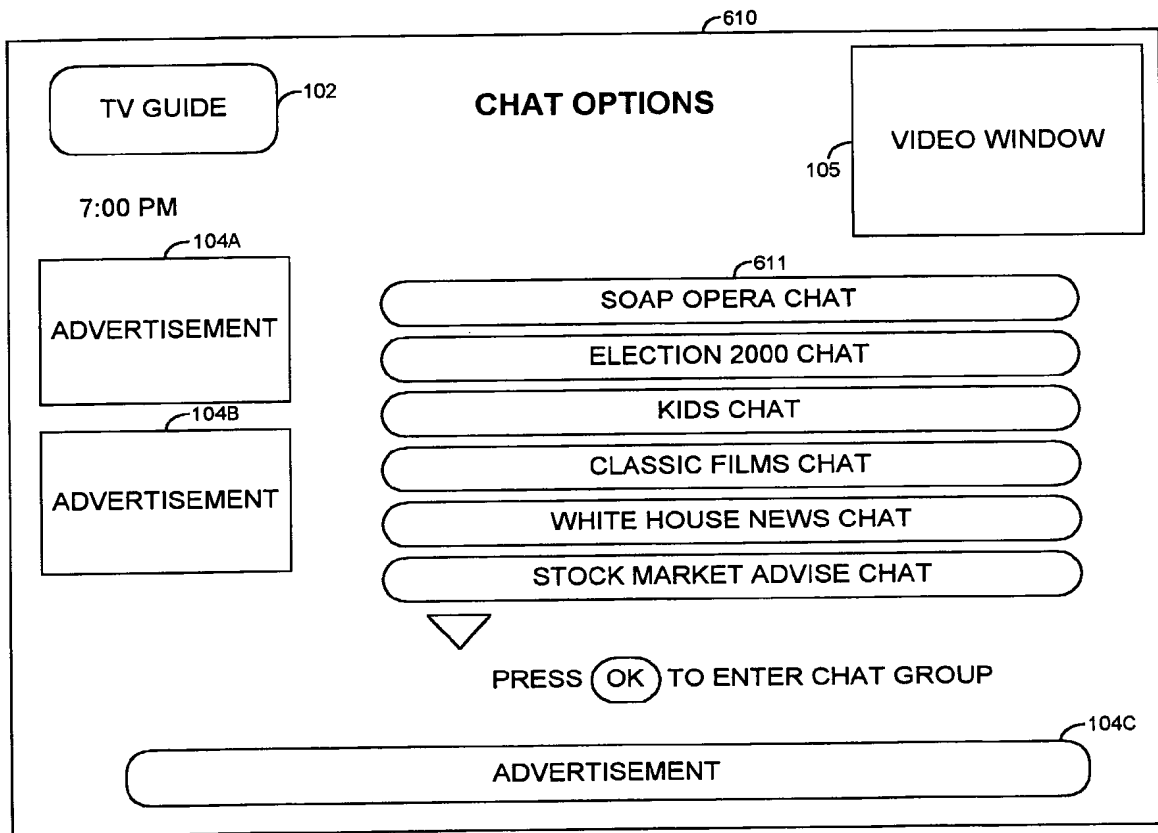 610
TV GUIDE
102
CHAT OPTIONS
VIDEO WINDOW
105
7:00 PM
104A
ADVERTISEMENT
104B
ADVERTISEMENT
611
SOAP OPERA CHAT
ELECTION 2000 CHAT
KIDS CHAT
CLASSIC FILMS CHAT
WHITE HOUSE NEWS CHAT
STOCK MARKET ADVISE CHAT
PRESS OK TO ENTER CHAT GROUP
104C
ADVERTISEMENT